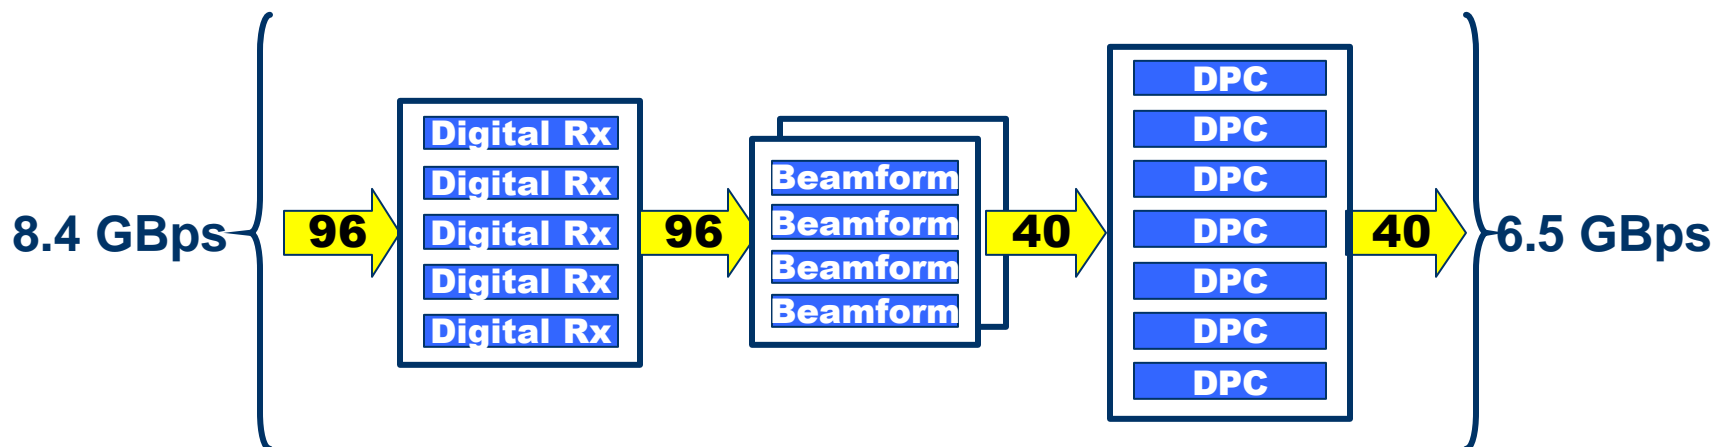 8.4 GBps
96
Digital Rx
Digital Rx
Digital Rx
Digital Rx
Digital Rx
96
Beamform
Beamform
Beamform
Beamform
40
DPC
DPC
DPC
DPC
DPC
DPC
DPC
40
6.5 GBps